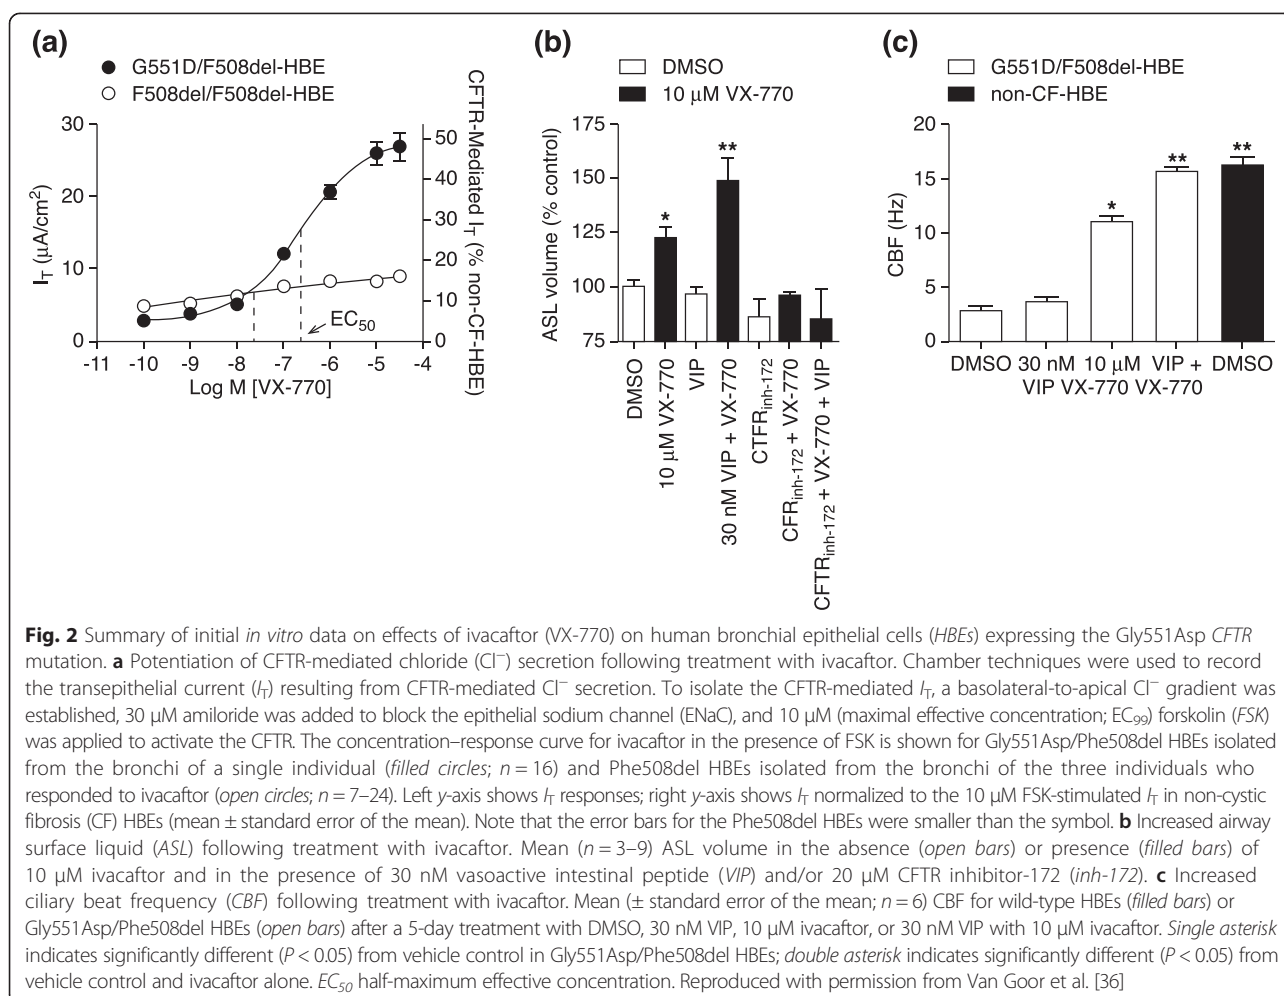 (a)
G551D/F508del-HBE
F508del/F508del-HBE
30
20
10
0
I_T (µA/cm²)
50
40
30
20
10
0
CFTR-Mediated I_T (% non-CF-HBE)
EC50
-11 -10 -9 -8 -7 -6 -5 -4
Log M [VX-770]
(b)
DMSO
10 µM VX-770
175
150
125
100
75
ASL volume (% control)
*
**
DMSO
10 µM VX-770
VIP
30 nM VIP + VX-770
CTFRinh-172
CFRinh-172 + VX-770
CFTRinh-172 + VX-770 + VIP
(c)
G551D/F508del-HBE
non-CF-HBE
20
15
10
5
0
CBF (Hz)
*
**
**
DMSO 30 nM 10 µM VIP + DMSO
VIP VX-770 VX-770
Fig. 2 Summary of initial in vitro data on effects of ivacaftor (VX-770) on human bronchial epithelial cells (HBEs) expressing the Gly551Asp CFTR
mutation. a Potentiation of CFTR-mediated chloride (Cl⁻) secretion following treatment with ivacaftor. Chamber techniques were used to record
the transepithelial current (I_T) resulting from CFTR-mediated Cl⁻ secretion. To isolate the CFTR-mediated I_T, a basolateral-to-apical Cl⁻ gradient was
established, 30 µM amiloride was added to block the epithelial sodium channel (ENaC), and 10 µM (maximal effective concentration; EC99) forskolin (FSK)
was applied to activate the CFTR. The concentration–response curve for ivacaftor in the presence of FSK is shown for Gly551Asp/Phe508del HBEs isolated
from the bronchi of a single individual (filled circles; n = 16) and Phe508del HBEs isolated from the bronchi of the three individuals who
responded to ivacaftor (open circles; n = 7–24). Left y-axis shows I_T responses; right y-axis shows I_T normalized to the 10 µM FSK-stimulated I_T in non-cystic
fibrosis (CF) HBEs (mean ± standard error of the mean). Note that the error bars for the Phe508del HBEs were smaller than the symbol. b Increased airway
surface liquid (ASL) following treatment with ivacaftor. Mean (n = 3–9) ASL volume in the absence (open bars) or presence (filled bars) of
10 µM ivacaftor and in the presence of 30 nM vasoactive intestinal peptide (VIP) and/or 20 µM CFTR inhibitor-172 (inh-172). c Increased
ciliary beat frequency (CBF) following treatment with ivacaftor. Mean (± standard error of the mean; n = 6) CBF for wild-type HBEs (filled bars) or
Gly551Asp/Phe508del HBEs (open bars) after a 5-day treatment with DMSO, 30 nM VIP, 10 µM ivacaftor, or 30 nM VIP with 10 µM ivacaftor. Single asterisk
indicates significantly different (P < 0.05) from vehicle control in Gly551Asp/Phe508del HBEs; double asterisk indicates significantly different (P < 0.05) from
vehicle control and ivacaftor alone. EC50 half-maximum effective concentration. Reproduced with permission from Van Goor et al. [36]